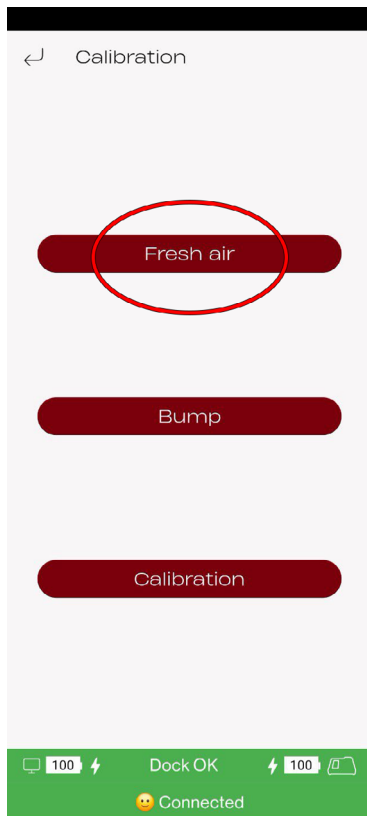 Calibration
Fresh air
Bump
Calibration
100 Dock OK 100
Connected